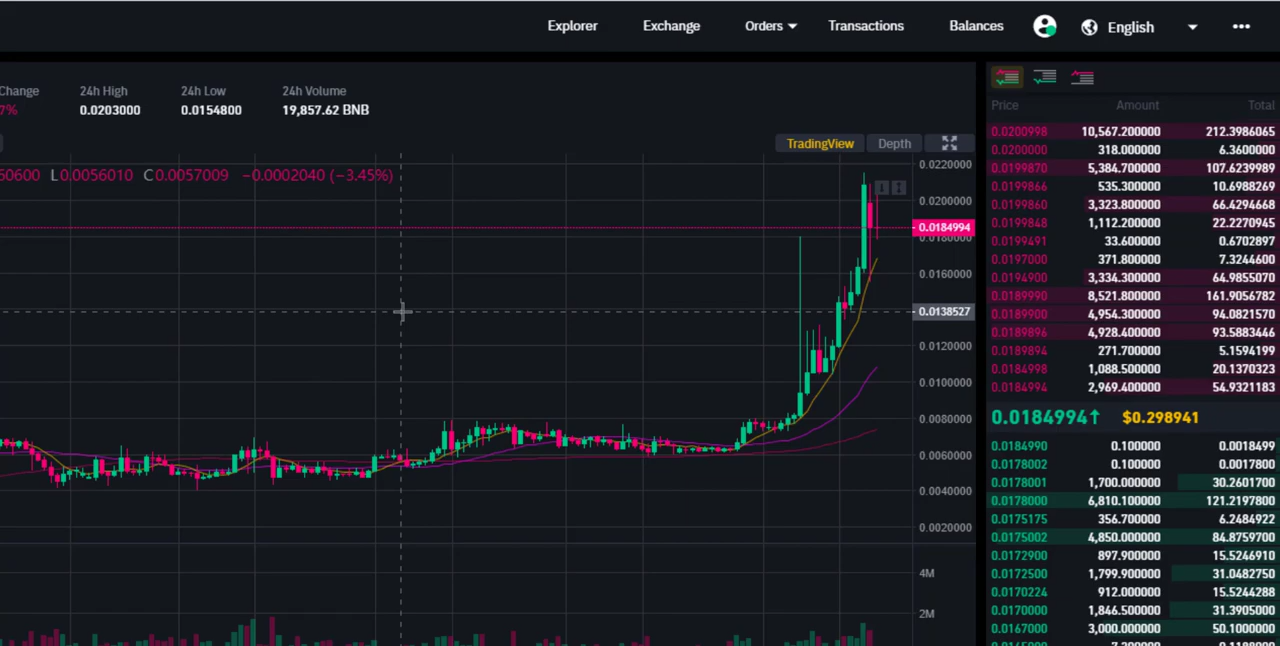 Explorer Exchange Orders Transactions Balances English
Change 24h High 24h Low 24h Volume
7% 0.0203000 0.0154800 19,857.62 BNB
TradingView Depth
50600 L0.0056010 C0.0057009 −0.0002040 (−3.45%)
0.0220000
0.0200000
0.0184994
0.0180000
0.0160000
0.0138527
0.0120000
0.0100000
0.0080000
0.0060000
0.0040000
0.0020000
4M
2M
Price Amount Total
0.0200998 10,567.200000 212.3986065
0.0200000 318.000000 6.3600000
0.0199870 5,384.700000 107.6239989
0.0199866 535.300000 10.6988269
0.0199860 3,323.800000 66.4294668
0.0199848 1,112.200000 22.2270945
0.0199491 33.600000 0.6702897
0.0197000 371.800000 7.3244600
0.0194900 3,334.300000 64.9855070
0.0189990 8,521.800000 161.9056782
0.0189900 4,954.300000 94.0821570
0.0189896 4,928.400000 93.5883446
0.0189894 271.700000 5.1594199
0.0184998 1,088.500000 20.1370323
0.0184994 2,969.400000 54.9321183
0.0184994↑ $0.298941
0.0184990 0.100000 0.0018499
0.0178002 0.100000 0.0017800
0.0178001 1,700.000000 30.2601700
0.0178000 6,810.100000 121.2197800
0.0175175 356.700000 6.2484922
0.0175002 4,850.000000 84.8759700
0.0172900 897.900000 15.5246910
0.0172500 1,799.900000 31.0482750
0.0170224 912.000000 15.5244288
0.0170000 1,846.500000 31.3905000
0.0167000 3,000.000000 50.1000000